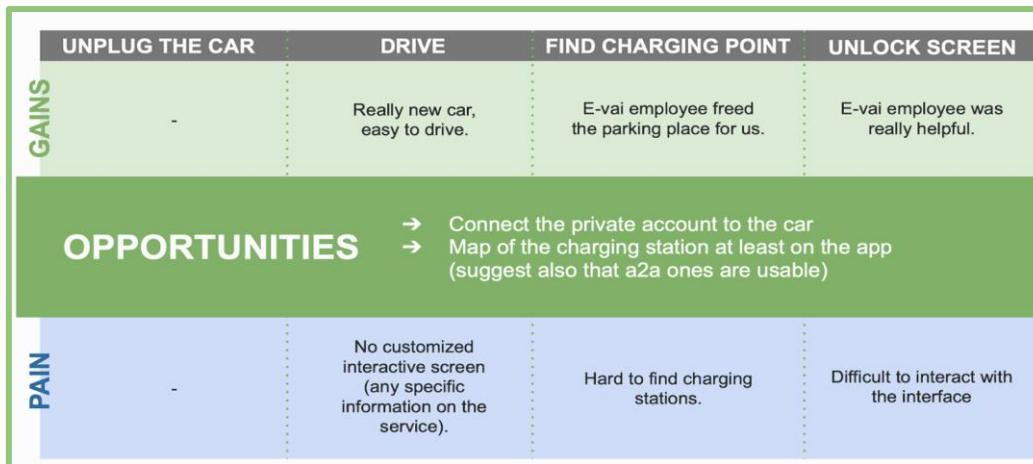 UNPLUG THE CAR
DRIVE
FIND CHARGING POINT
UNLOCK SCREEN
GAINS
-
Really new car,
easy to drive.
E-vai employee freed
the parking place for us.
E-vai employee was
really helpful.
OPPORTUNITIES
➔ Connect the private account to the car
➔ Map of the charging station at least on the app
(suggest also that a2a ones are usable)
PAIN
-
No customized
interactive screen
(any specific
information on the
service).
Hard to find charging
stations.
Difficult to interact with
the interface